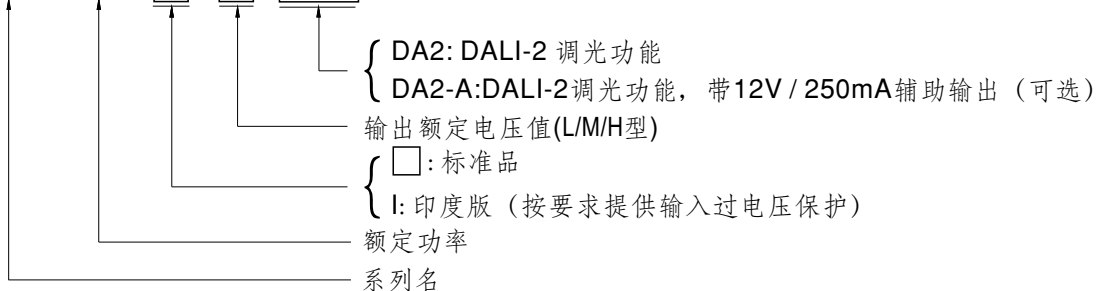 DA2: DALI-2 调光功能
DA2-A:DALI-2调光功能，带12V / 250mA辅助输出（可选）
输出额定电压值(L/M/H型)
□: 标准品
I: 印度版（按要求提供输入过电压保护）
额定功率
系列名